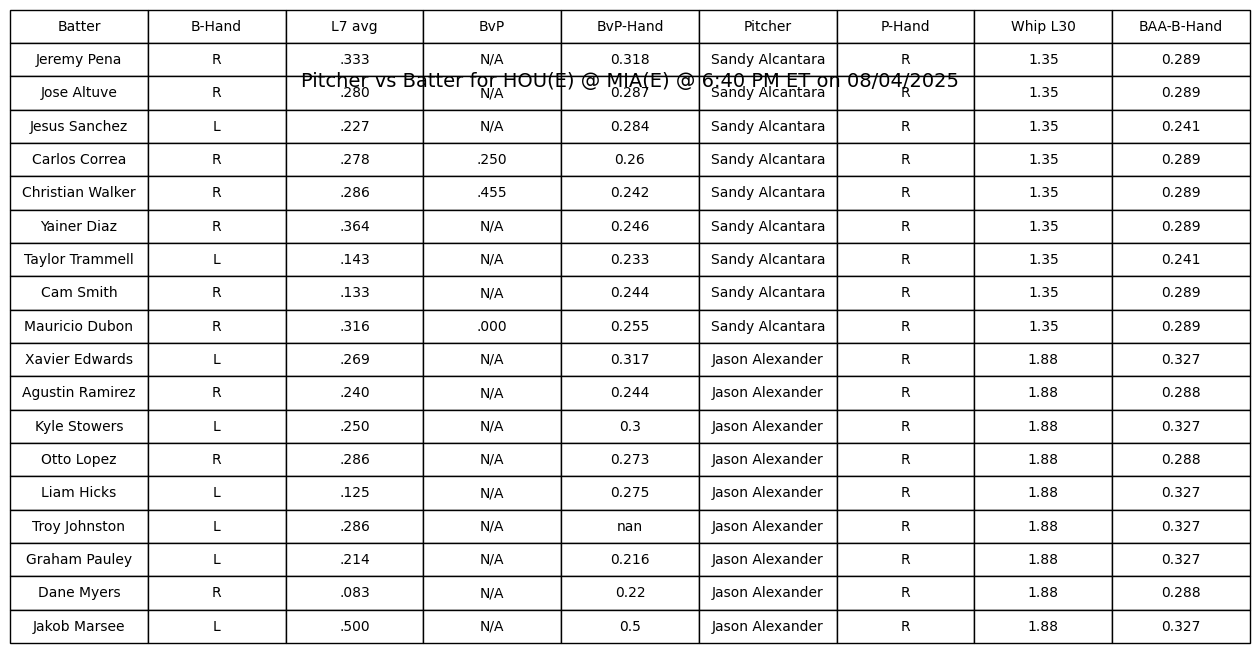 Batter B-Hand L7 avg BvP BvP-Hand Pitcher P-Hand Whip L30 BAA-B-Hand
Jeremy Pena R .333 N/A 0.318 Sandy Alcantara R 1.35 0.289
Pitcher vs Batter for HOU(E) @ MIA(E) @ 6:40 PM ET on 08/04/2025
Jose Altuve R .280 N/A 0.287 Sandy Alcantara R 1.35 0.289
Jesus Sanchez L .227 N/A 0.284 Sandy Alcantara R 1.35 0.241
Carlos Correa R .278 .250 0.26 Sandy Alcantara R 1.35 0.289
Christian Walker R .286 .455 0.242 Sandy Alcantara R 1.35 0.289
Yainer Diaz R .364 N/A 0.246 Sandy Alcantara R 1.35 0.289
Taylor Trammell L .143 N/A 0.233 Sandy Alcantara R 1.35 0.241
Cam Smith R .133 N/A 0.244 Sandy Alcantara R 1.35 0.289
Mauricio Dubon R .316 .000 0.255 Sandy Alcantara R 1.35 0.289
Xavier Edwards L .269 N/A 0.317 Jason Alexander R 1.88 0.327
Agustin Ramirez R .240 N/A 0.244 Jason Alexander R 1.88 0.288
Kyle Stowers L .250 N/A 0.3 Jason Alexander R 1.88 0.327
Otto Lopez R .286 N/A 0.273 Jason Alexander R 1.88 0.288
Liam Hicks L .125 N/A 0.275 Jason Alexander R 1.88 0.327
Troy Johnston L .286 N/A nan Jason Alexander R 1.88 0.327
Graham Pauley L .214 N/A 0.216 Jason Alexander R 1.88 0.327
Dane Myers R .083 N/A 0.22 Jason Alexander R 1.88 0.288
Jakob Marsee L .500 N/A 0.5 Jason Alexander R 1.88 0.327